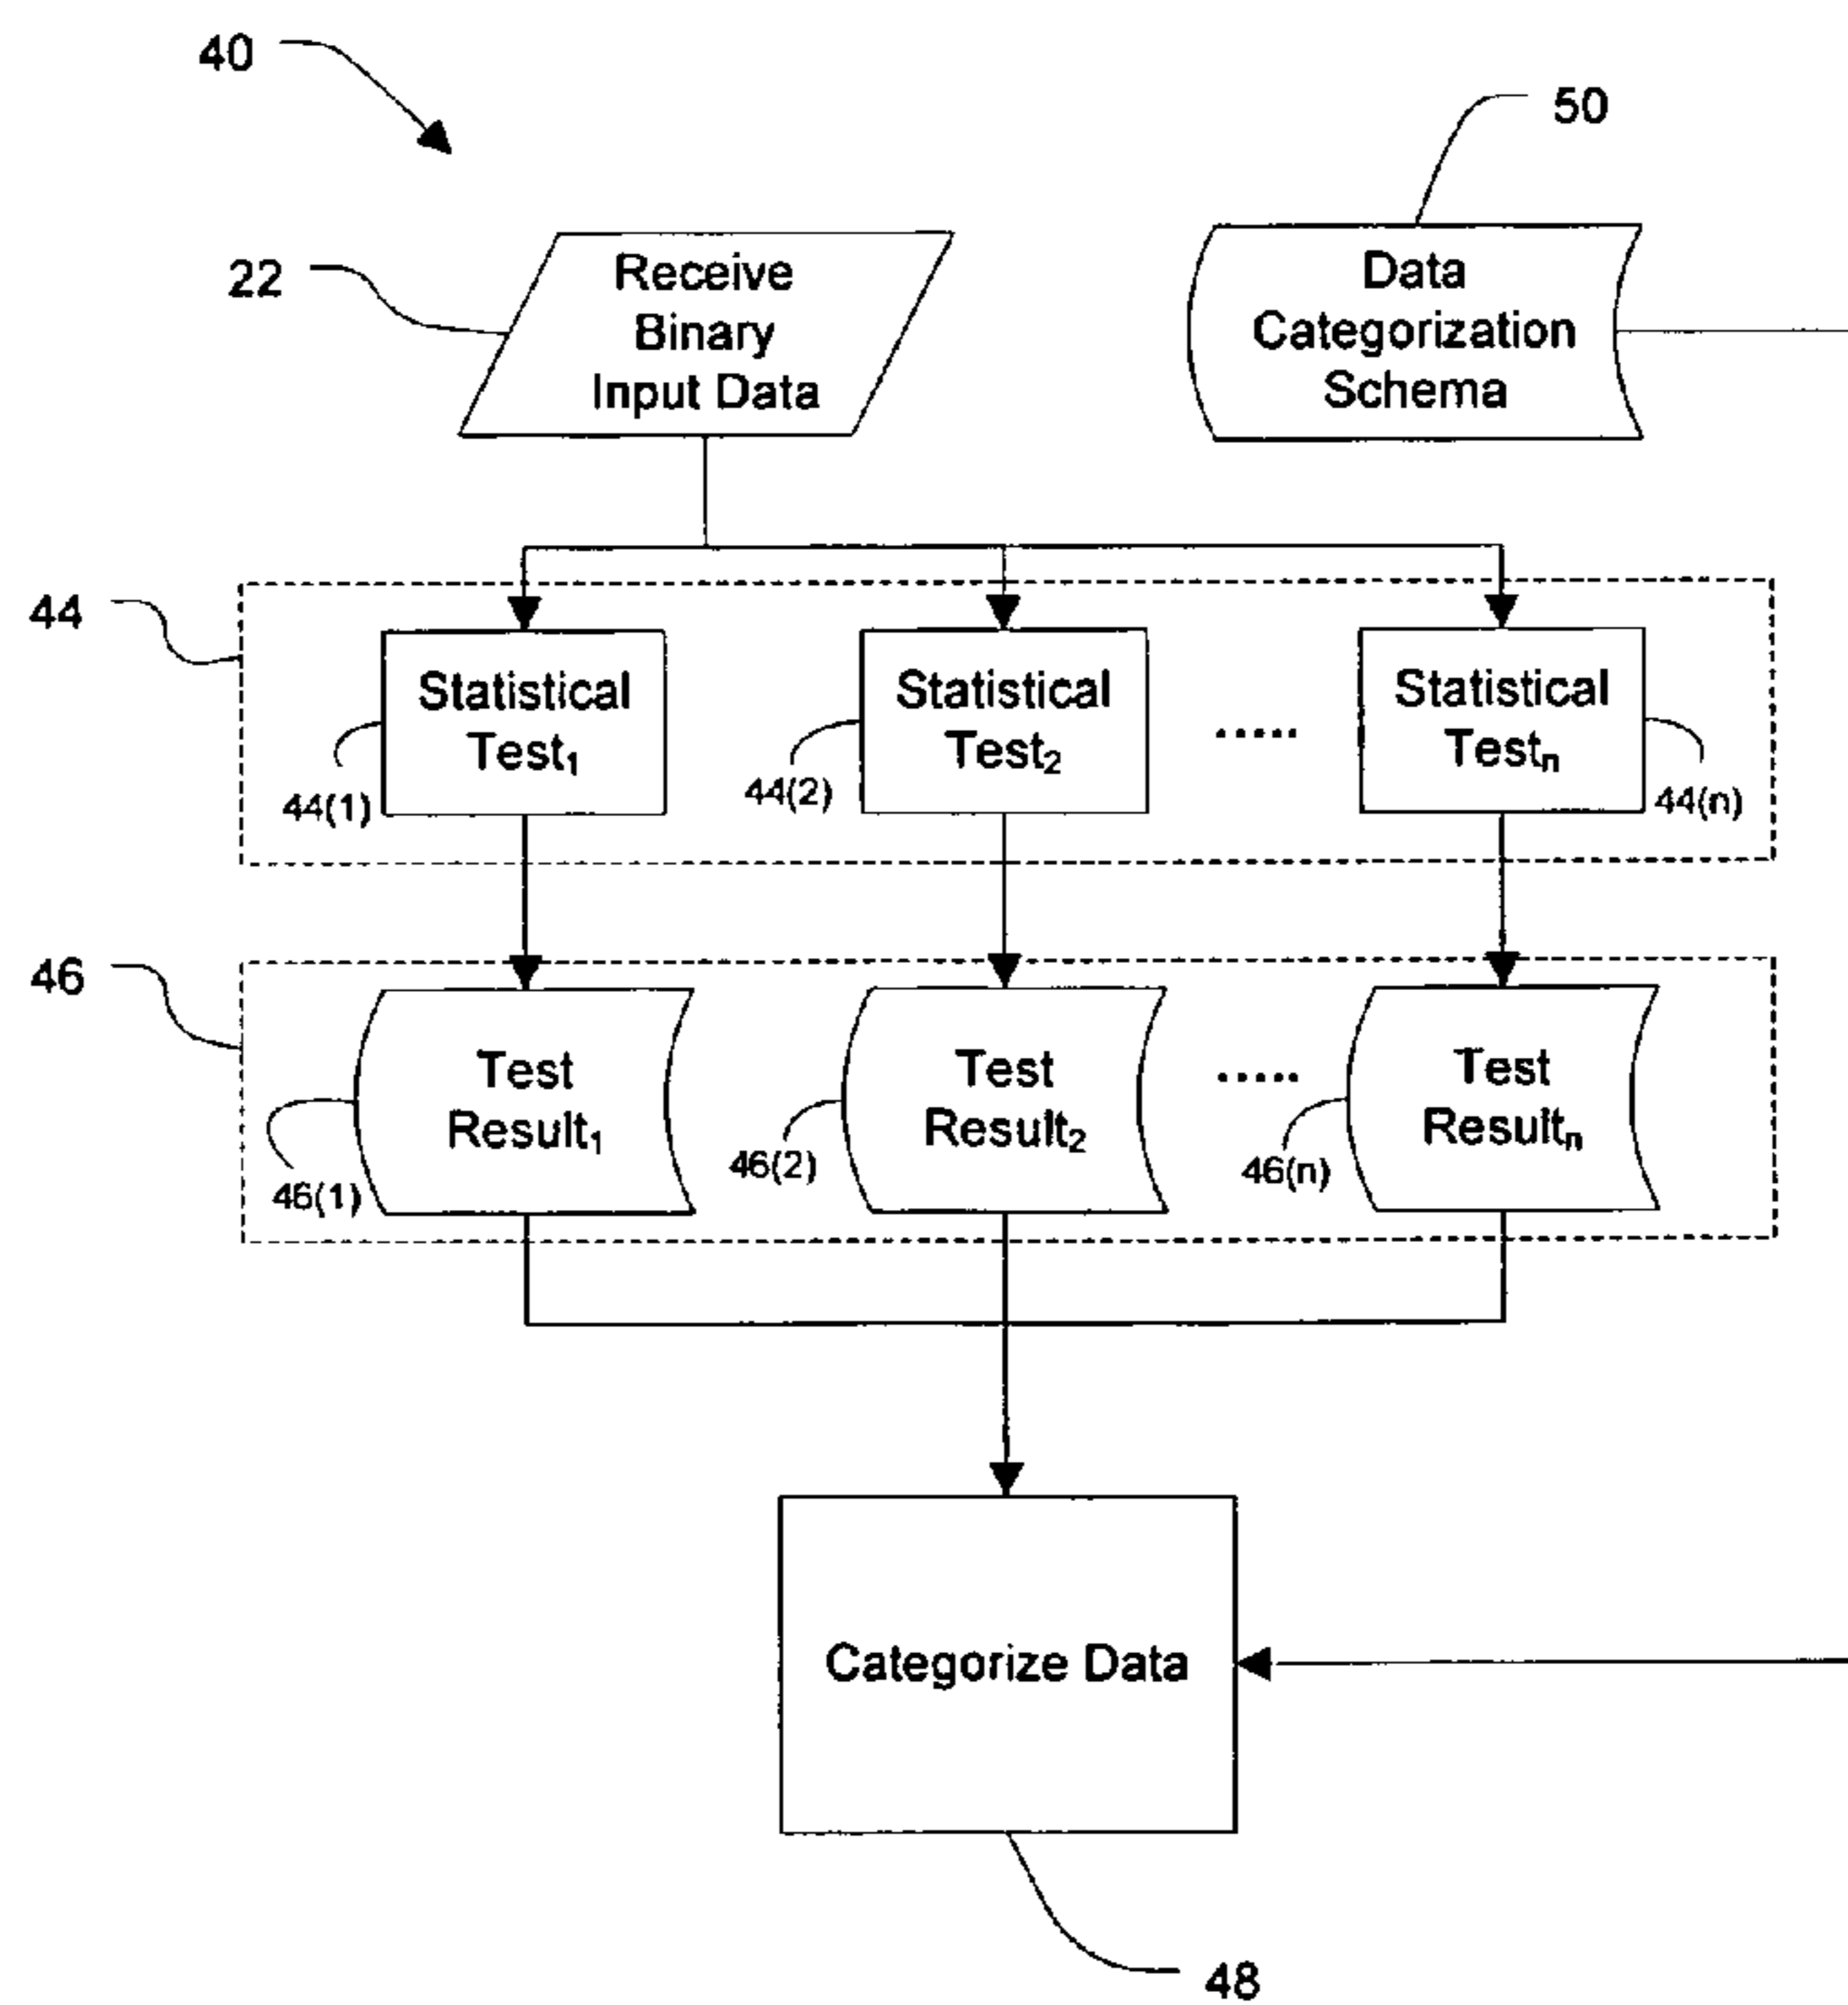 40
50
22
Receive
Binary
Input Data
Data
Categorization
Schema
44
Statistical
Test1
44(1)
Statistical
Test2
44(2)
.....
Statistical
Testn
44(n)
46
Test
Result1
46(1)
Test
Result2
46(2)
.....
Test
Resultn
46(n)
Categorize Data
48